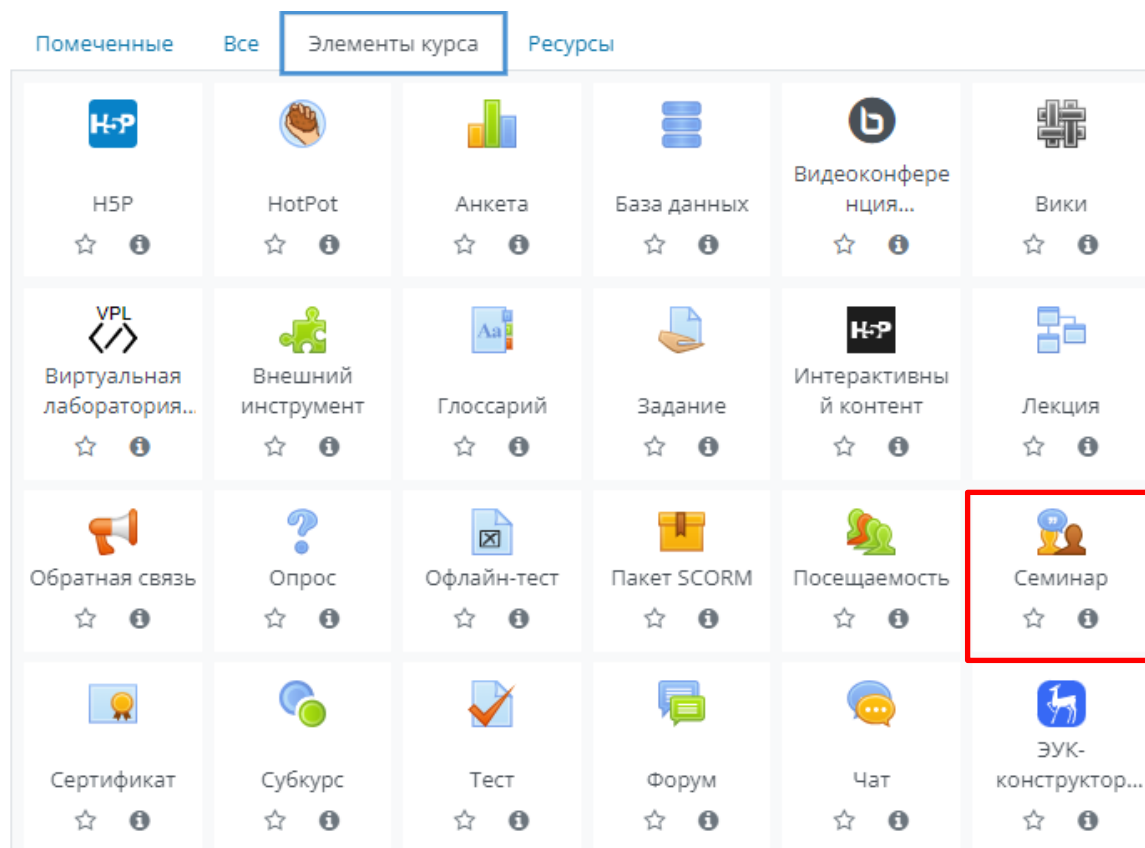 Помеченные Все Элементы курса Ресурсы
H5P
H5P HotPot Анкета База данных Видеоконфере
нция... Вики
VPL Aa H5P
Виртуальная
лаборатория... Внешний
инструмент Глоссарий Задание Интерактивны
й контент Лекция
Обратная связь Опрос Офлайн-тест Пакет SCORM Посещаемость Семинар
Сертификат Субкурс Тест Форум Чат ЭУК-
конструктор...